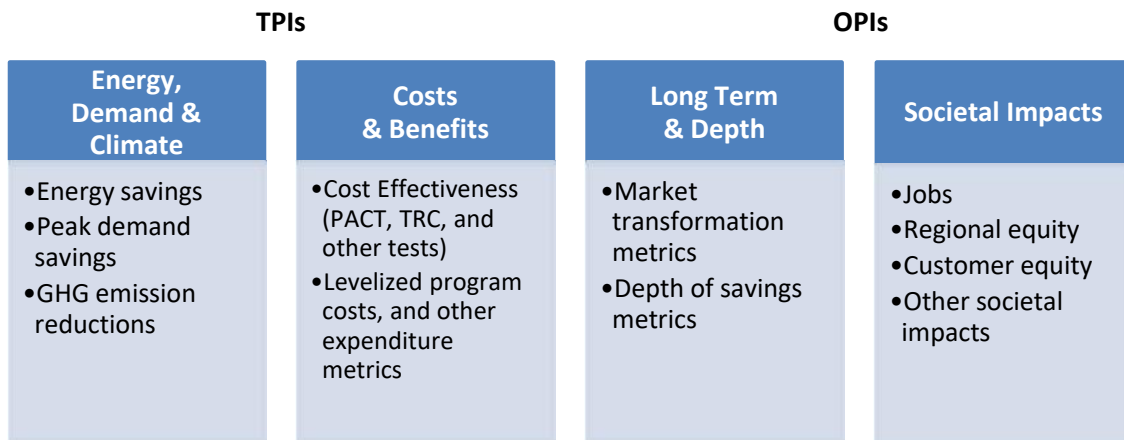 TPIs
OPIs
Energy,
Demand &
Climate
•Energy savings
•Peak demand
savings
•GHG emission
reductions
Costs
& Benefits
•Cost Effectiveness
(PACT, TRC, and
other tests)
•Levelized program
costs, and other
expenditure
metrics
Long Term
& Depth
•Market
transformation
metrics
•Depth of savings
metrics
Societal Impacts
•Jobs
•Regional equity
•Customer equity
•Other societal
impacts